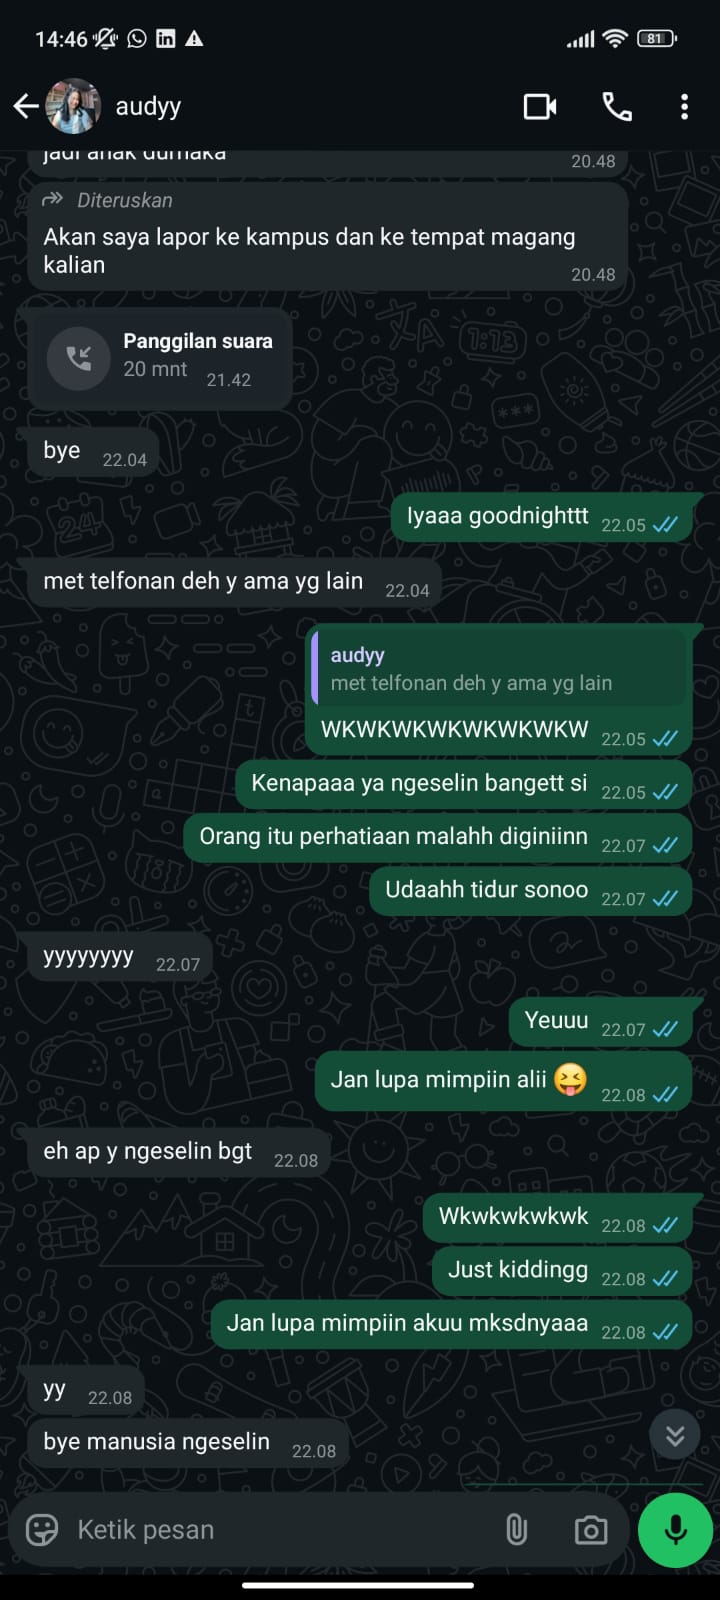 14:46
81
audyy
jadi anak durhaka 20.48
Diteruskan
Akan saya lapor ke kampus dan ke tempat magang
kalian
20.48
Panggilan suara
20 mnt 21.42
bye 22.04
Iyaaa goodnighttt 22.05
met telfonan deh y ama yg lain 22.04
audyy
met telfonan deh y ama yg lain
WKWKWKWKWKWKWKW 22.05
Kenapaaa ya ngeselin bangett si 22.05
Orang itu perhatiaan malahh diginiinn 22.07
Udaahh tidur sonoo 22.07
yyyyyyyy 22.07
Yeuuu 22.07
Jan lupa mimpiin alii 😝 22.08
eh ap y ngeselin bgt 22.08
Wkwkwkwkwk 22.08
Just kiddingg 22.08
Jan lupa mimpiin akuu mksdnyaaa 22.08
yy 22.08
bye manusia ngeselin 22.08
Ketik pesan